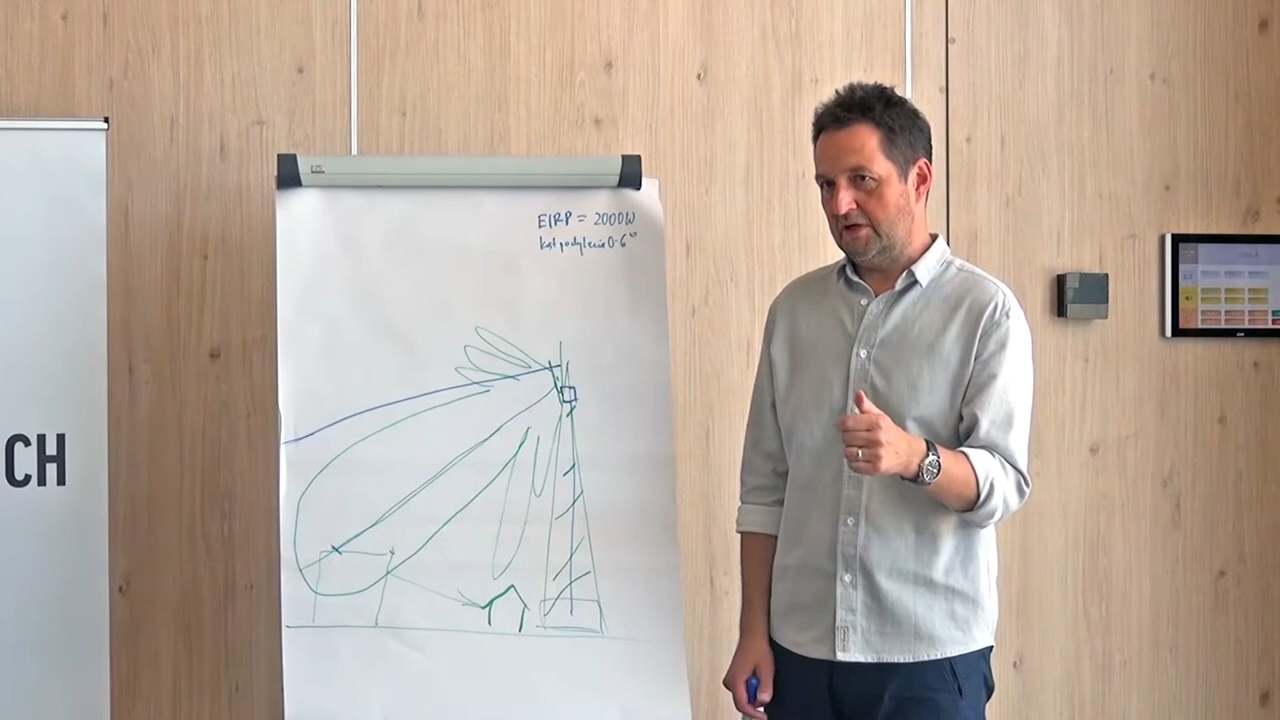 EIRP = 2000W
kąt pochylenia 0-6°
CH